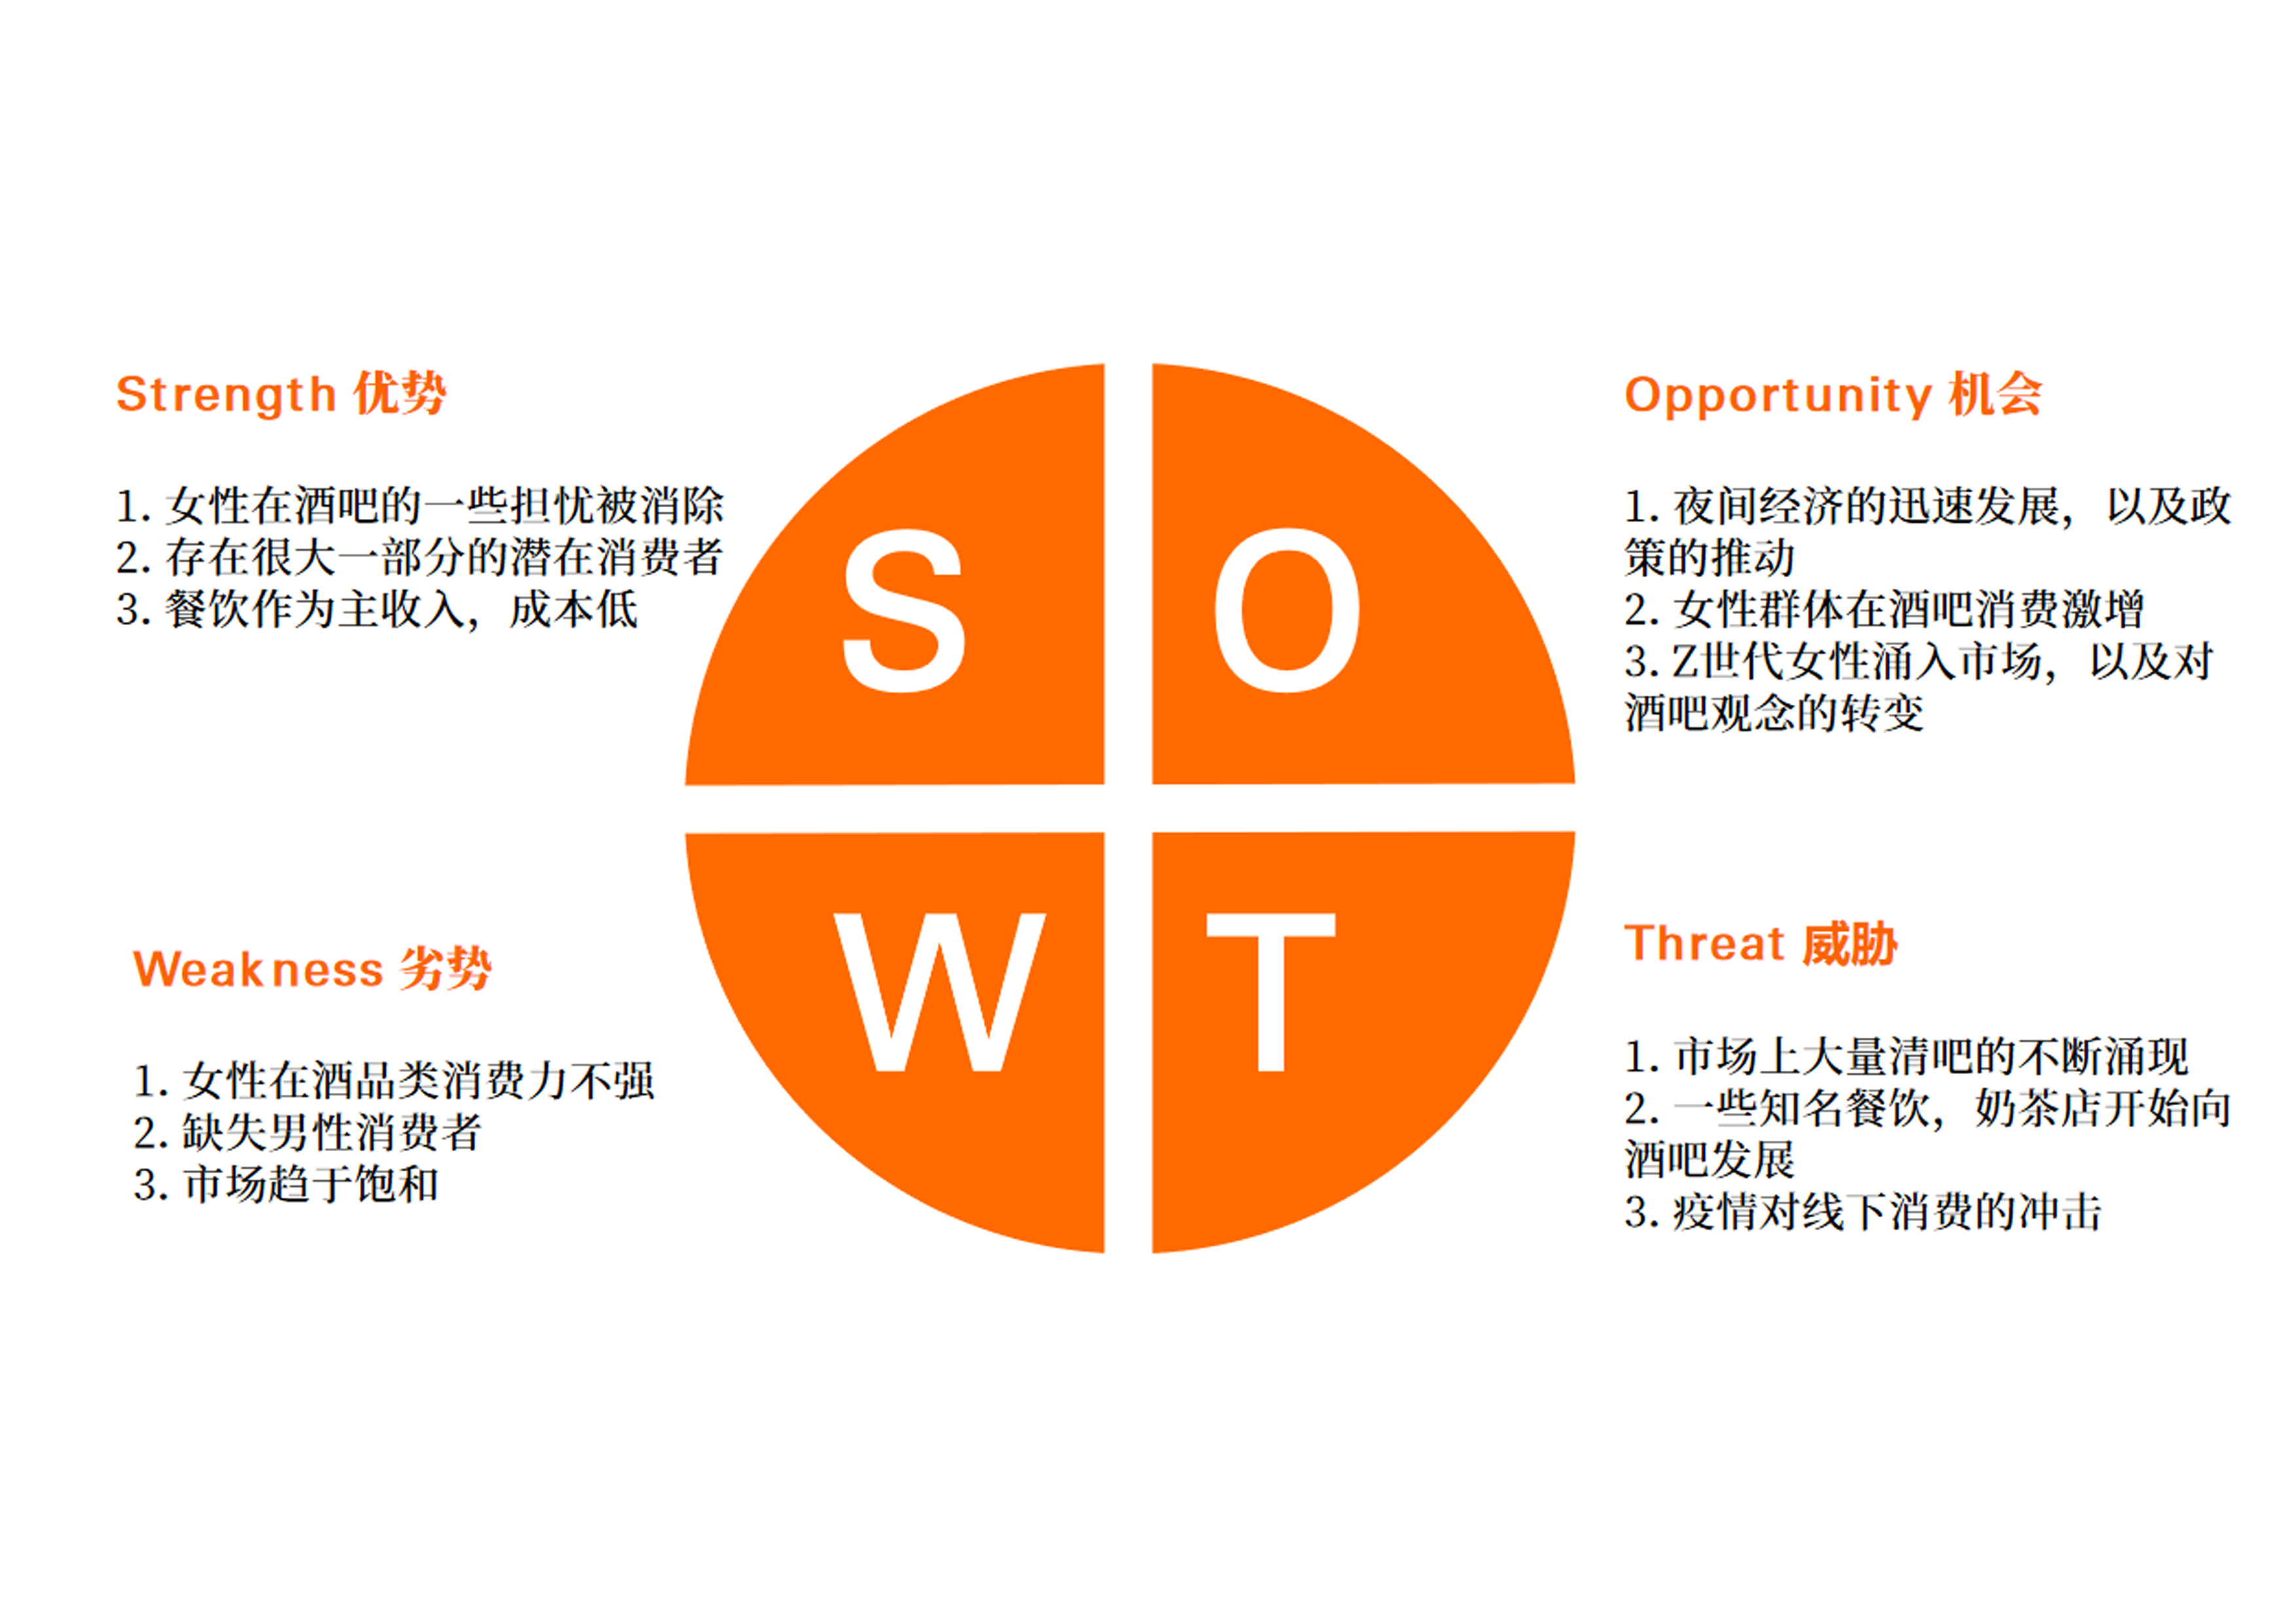 Strength 优势
1. 女性在酒吧的一些担忧被消除
2. 存在很大一部分的潜在消费者
3. 餐饮作为主收入，成本低
S
O
Opportunity 机会
1. 夜间经济的迅速发展，以及政
策的推动
2. 女性群体在酒吧消费激增
3. Z世代女性涌入市场，以及对
酒吧观念的转变
Weakness 劣势
1. 女性在酒品类消费力不强
2. 缺失男性消费者
3. 市场趋于饱和
W
T
Threat 威胁
1. 市场上大量清吧的不断涌现
2. 一些知名餐饮，奶茶店开始向
酒吧发展
3. 疫情对线下消费的冲击